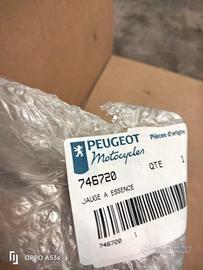 PEUGEOT
Motocycles
Pièces d'origine
746720
QTE 1
JAUGE A ESSENCE
746720 1
OPPO A53s